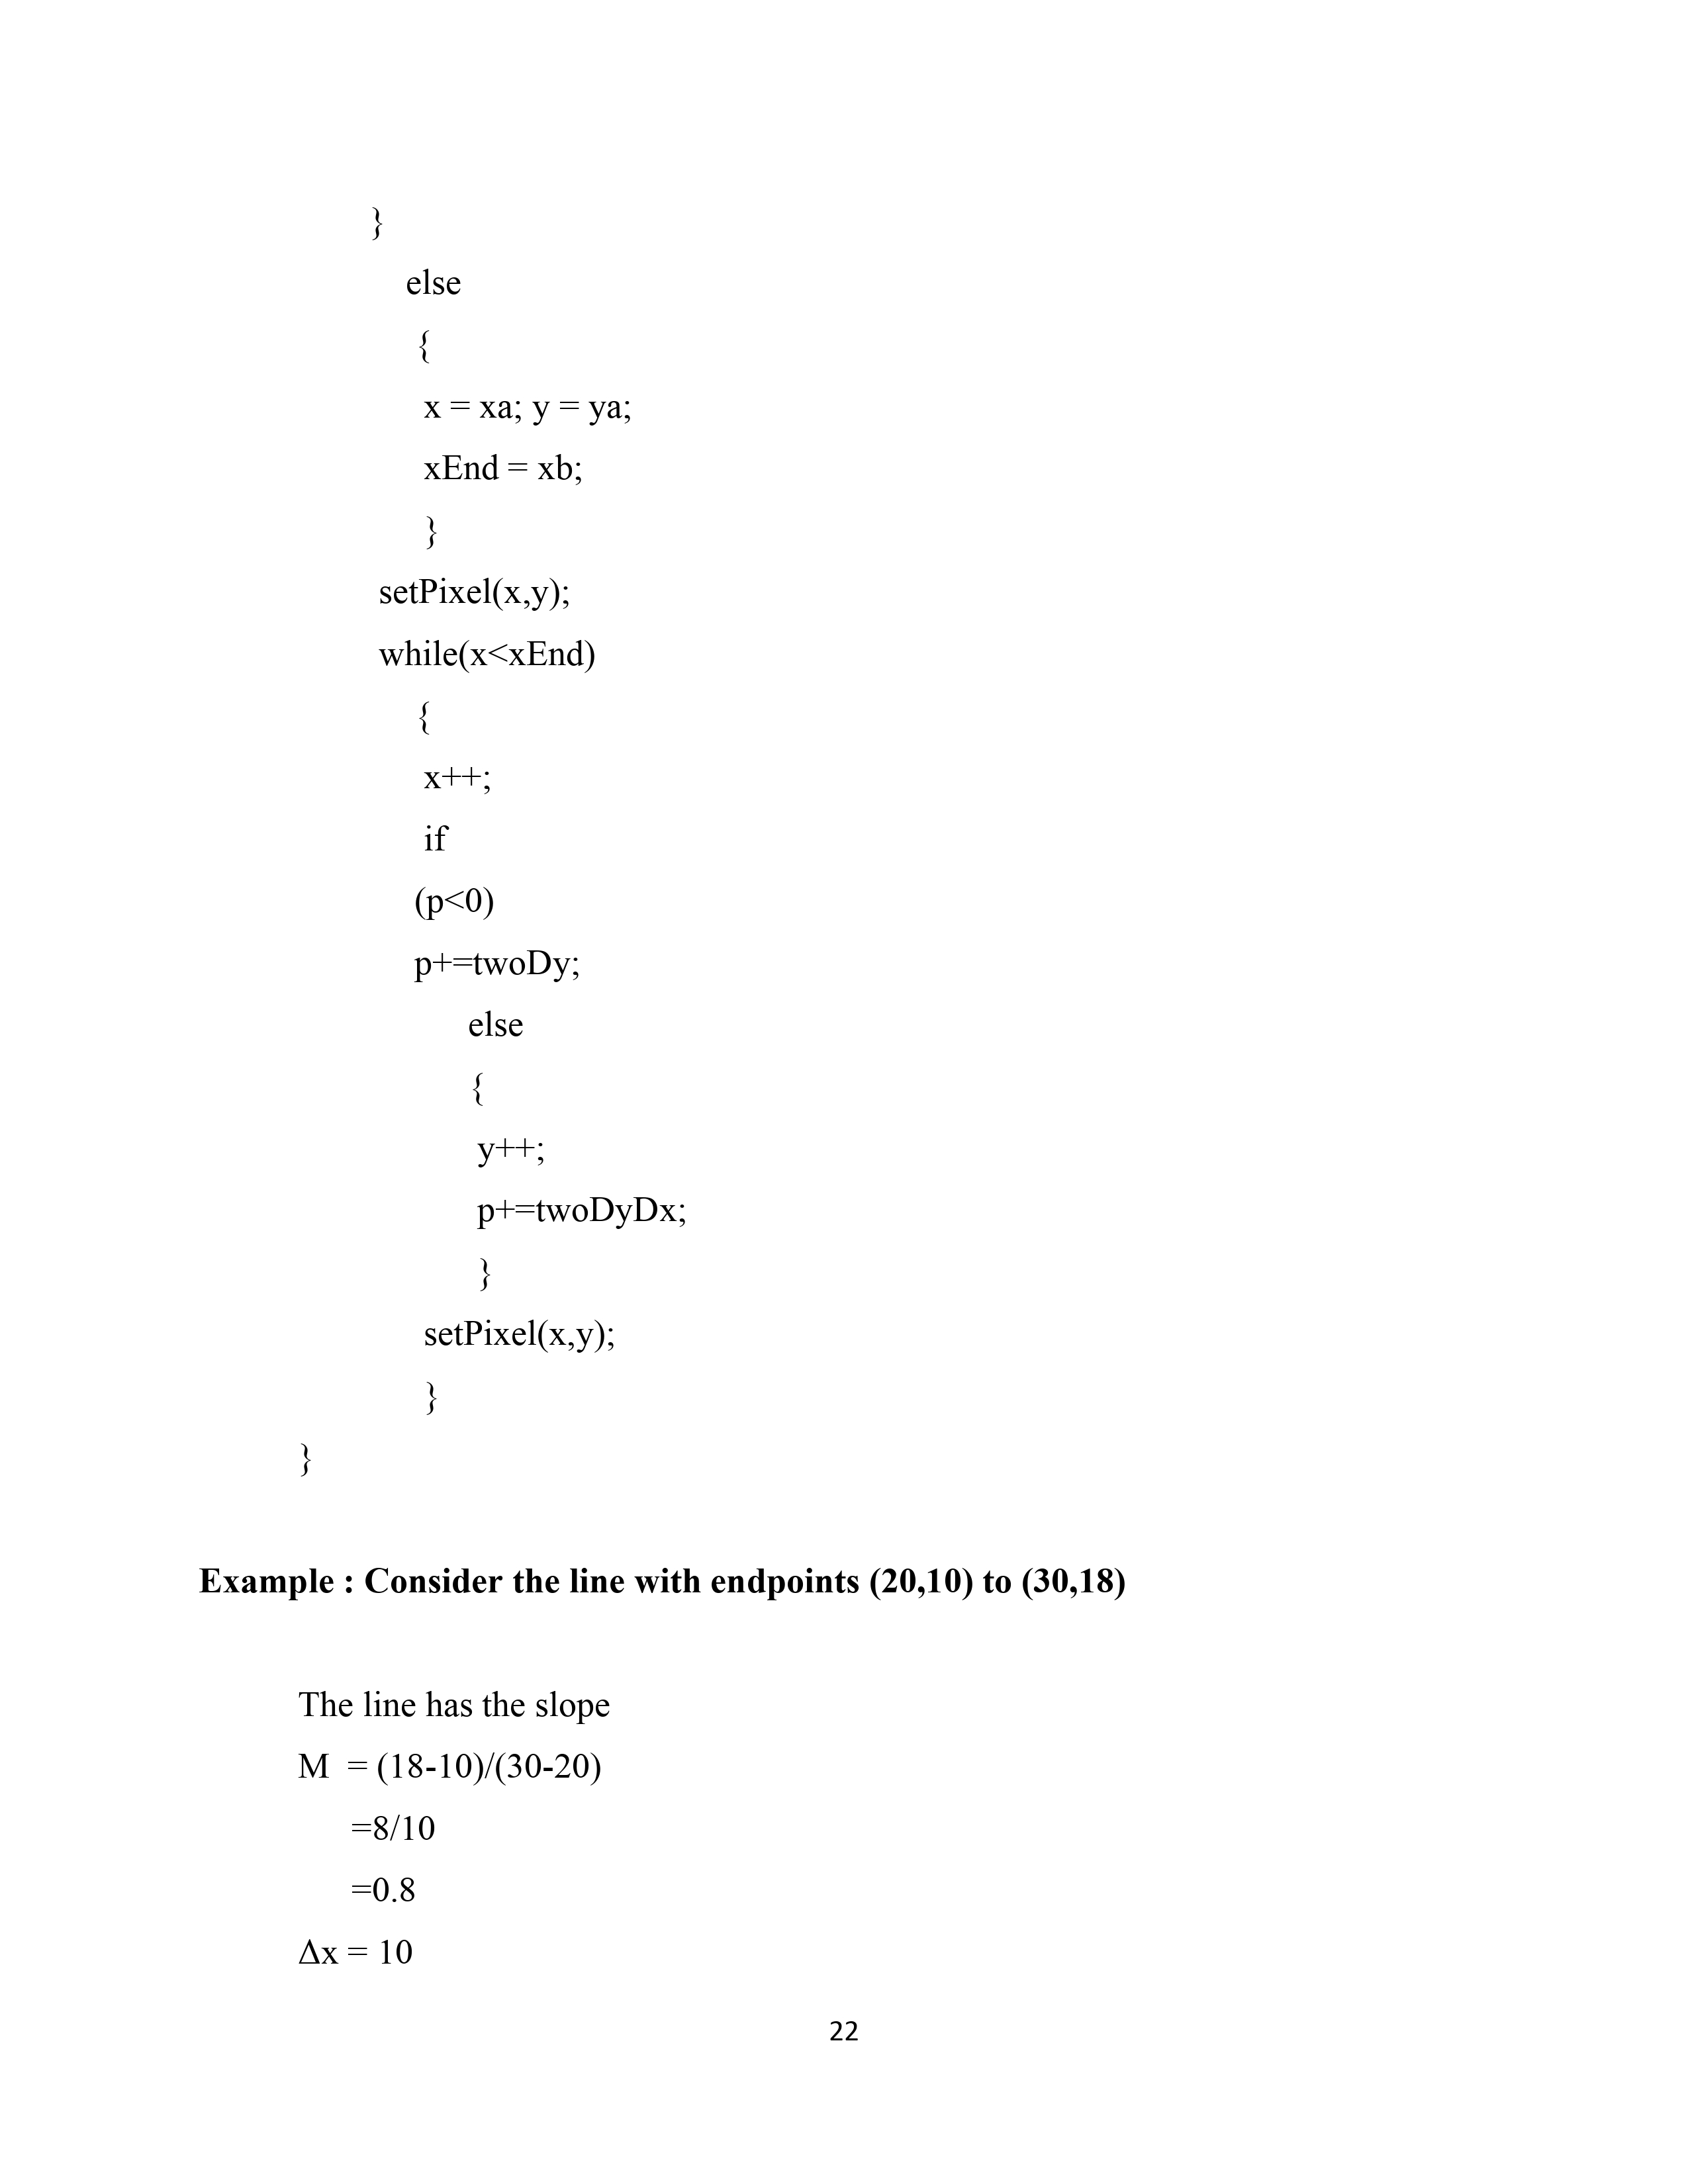 }
else
{
x = xa; y = ya;
xEnd = xb;
}
setPixel(x,y);
while(x<xEnd)
{
x++;
if
(p<0)
p+=twoDy;
else
{
y++;
p+=twoDyDx;
}
setPixel(x,y);
}
}
Example : Consider the line with endpoints (20,10) to (30,18)
The line has the slope
M = (18-10)/(30-20)
=8/10
=0.8
Δx = 10
22